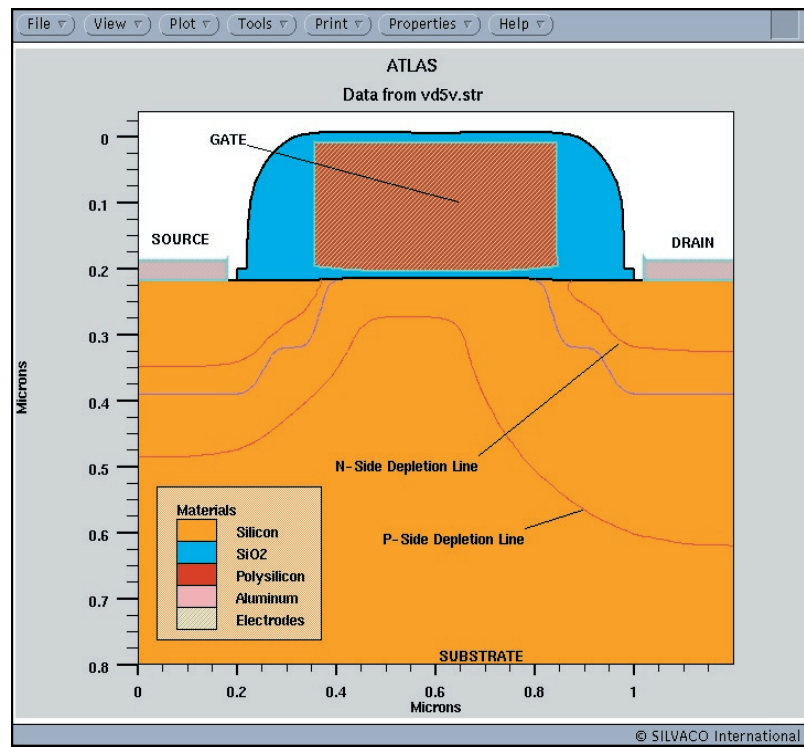 File View Plot Tools Print Properties Help
ATLAS
Data from vd5v.str
GATE
SOURCE
DRAIN
0
0.1
0.2
0.3
0.4
0.5
0.6
0.7
0.8
Microns
N-Side Depletion Line
P-Side Depletion Line
Materials
Silicon
SiO2
Polysilicon
Aluminum
Electrodes
SUBSTRATE
0 0.2 0.4 0.6 0.8 1
Microns
© SILVACO International